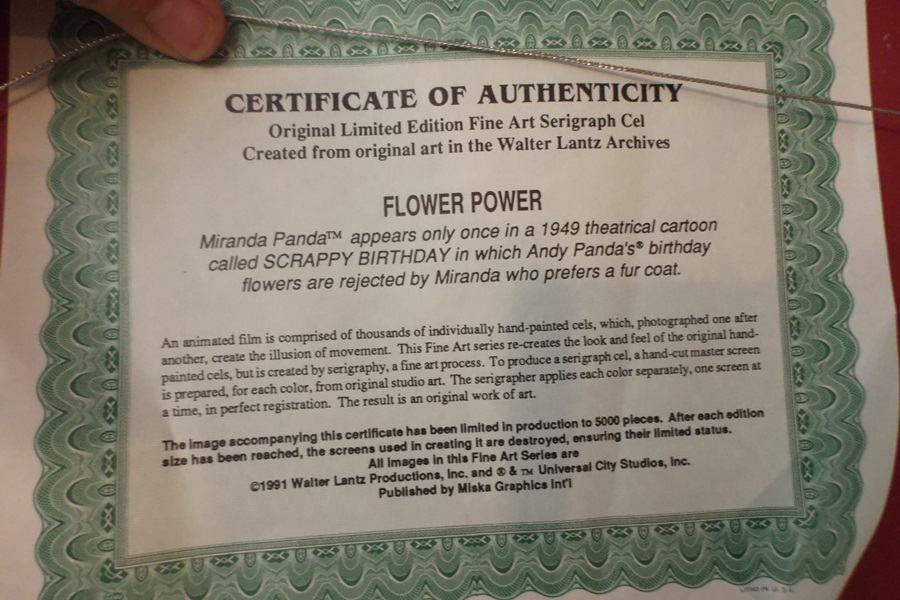 CERTIFICATE OF AUTHENTICITY
Original Limited Edition Fine Art Serigraph Cel
Created from original art in the Walter Lantz Archives
FLOWER POWER
Miranda Panda™ appears only once in a 1949 theatrical cartoon
called SCRAPPY BIRTHDAY in which Andy Panda's® birthday
flowers are rejected by Miranda who prefers a fur coat.
An animated film is comprised of thousands of individually hand-painted cels, which, photographed one after
another, create the illusion of movement. This Fine Art series re-creates the look and feel of the original hand-
painted cels, but is created by serigraphy, a fine art process. To produce a serigraph cel, a hand-cut master screen
is prepared, for each color, from original studio art. The serigrapher applies each color separately, one screen at
a time, in perfect registration. The result is an original work of art.
The image accompanying this certificate has been limited in production to 5000 pieces. After each edition
size has been reached, the screens used in creating it are destroyed, ensuring their limited status.
All images in this Fine Art Series are
©1991 Walter Lantz Productions, Inc. and ® & ™ Universal City Studios, Inc.
Published by Miska Graphics Int'l